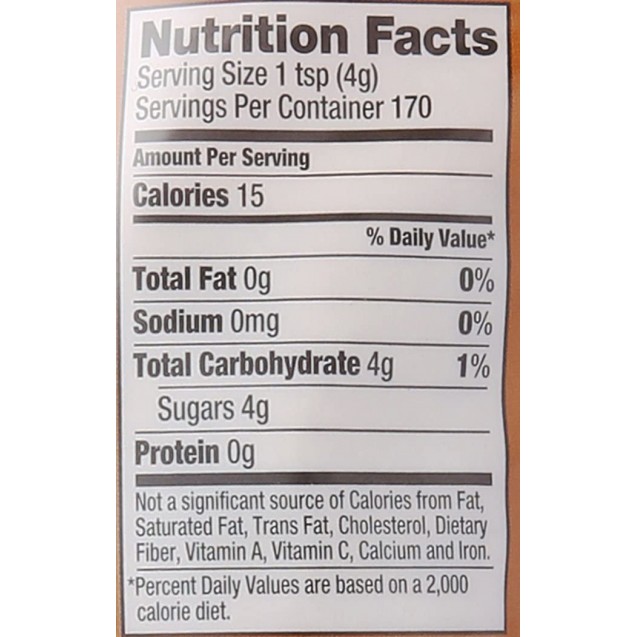 Nutrition Facts
Serving Size 1 tsp (4g)
Servings Per Container 170
Amount Per Serving
Calories 15
% Daily Value*
Total Fat 0g 0%
Sodium 0mg 0%
Total Carbohydrate 4g 1%
Sugars 4g
Protein 0g
Not a significant source of Calories from Fat,
Saturated Fat, Trans Fat, Cholesterol, Dietary
Fiber, Vitamin A, Vitamin C, Calcium and Iron.
*Percent Daily Values are based on a 2,000
calorie diet.